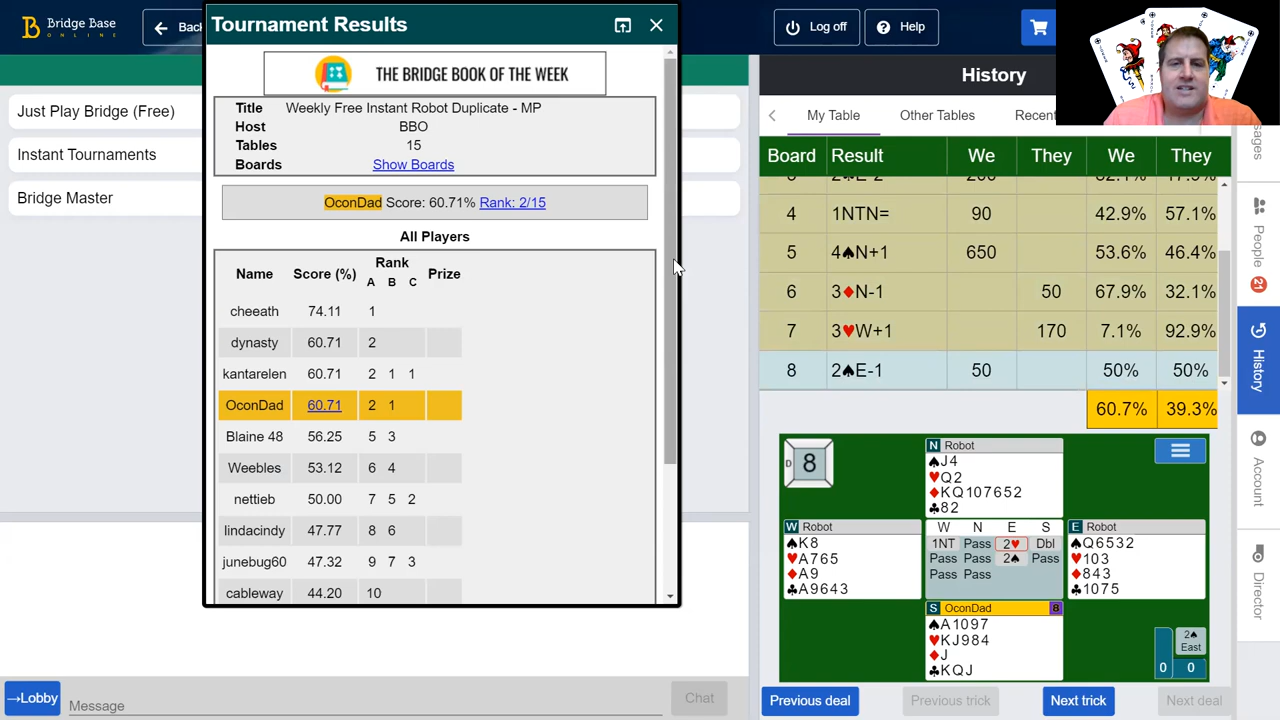 Bridge Base
ONLINE
Back
Tournament Results
THE BRIDGE BOOK OF THE WEEK
Title Weekly Free Instant Robot Duplicate - MP
Host BBO
Tables 15
Boards Show Boards
OconDad Score: 60.71% Rank: 2/15
All Players
Name Score (%) Rank Prize
A B C
cheeath 74.11 1
dynasty 60.71 2
kantarelen 60.71 2 1 1
OconDad 60.71 2 1
Blaine 48 56.25 5 3
Weebles 53.12 6 4
nettieb 50.00 7 5 2
lindacindy 47.77 8 6
junebug60 47.32 9 7 3
cableway 44.20 10
Just Play Bridge (Free)
Instant Tournaments
Bridge Master
→Lobby
Message
Chat
Log off
Help
History
My Table Other Tables Recen
Board Result We They We They
4 1NTN= 90 42.9% 57.1%
5 4♠N+1 650 53.6% 46.4%
6 3♦N-1 50 67.9% 32.1%
7 3♥W+1 170 7.1% 92.9%
8 2♠E-1 50 50% 50%
60.7% 39.3%
D 8
N Robot
♠J4
♥Q2
♦KQ107652
♣82
W Robot
♠K8
♥A765
♦A9
♣A9643
W N E S
1NT Pass 2♥ Dbl
Pass Pass 2♠ Pass
Pass Pass
E Robot
♠Q6532
♥103
♦843
♣1075
S OconDad 8
♠A1097
♥KJ984
♦J
♣KQJ
2♠
East
0 0
Previous deal
Previous trick
Next trick
Next deal
People
21
History
Account
Director